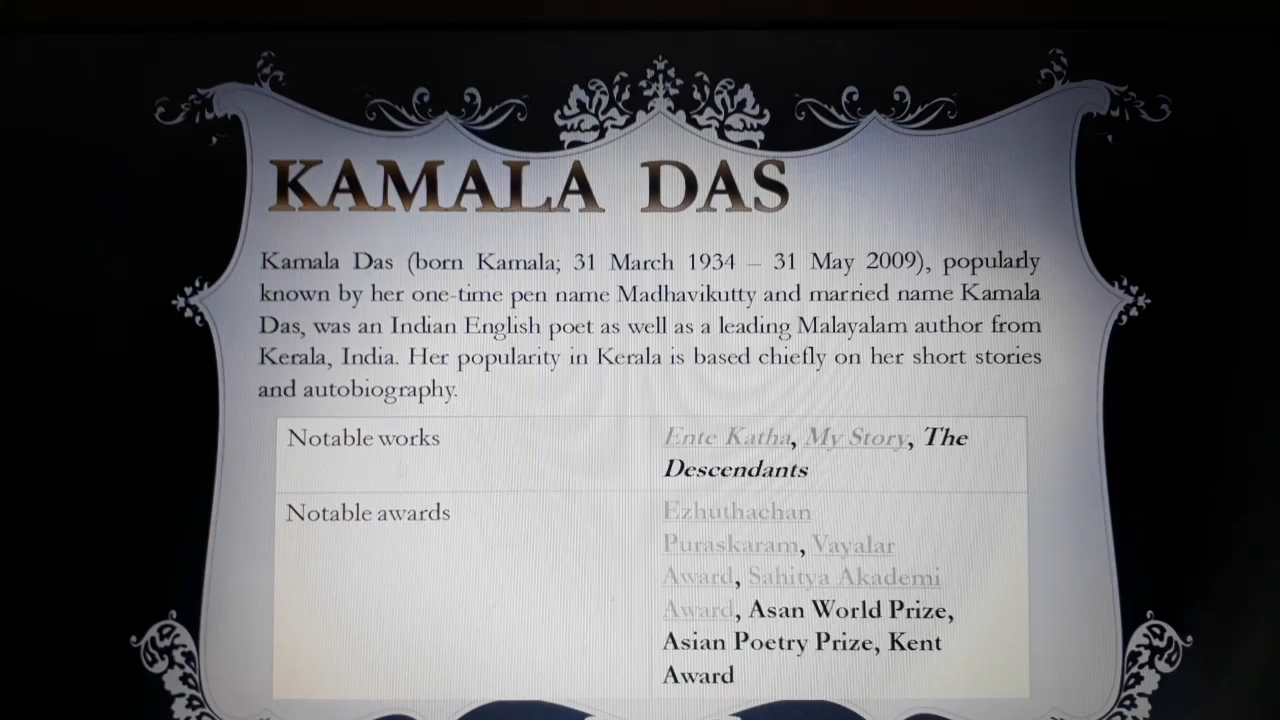 KAMALA DAS
Kamala Das (born Kamala; 31 March 1934 – 31 May 2009), popularly
known by her one-time pen name Madhavikutty and married name Kamala
Das, was an Indian English poet as well as a leading Malayalam author from
Kerala, India. Her popularity in Kerala is based chiefly on her short stories
and autobiography.
Notable works
Ente Katha, My Story, The
Descendants
Notable awards
Ezhuthachan
Puraskaram, Vayalar
Award, Sahitya Akademi
Award, Asan World Prize,
Asian Poetry Prize, Kent
Award